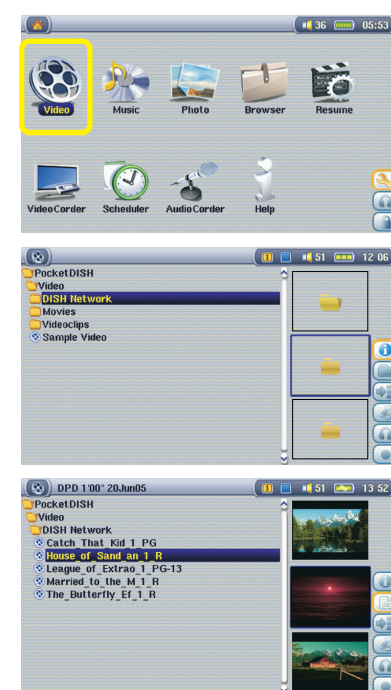 36 05:53
Video Music Photo Browser Resume
VideoCorder Scheduler AudioCorder Help
1 51 12 06
PocketDISH
Video
DISH Network
Movies
Videoclips
Sample Video
DPD 1'00" 20Jun05 1 51 13 52
PocketDISH
Video
DISH Network
Catch_That_Kid_1_PG
House_of_Sand_an_1_R
League_of_Extrao_1_PG-13
Married_to_the_M_1_R
The_Butterfly_Ef_1_R